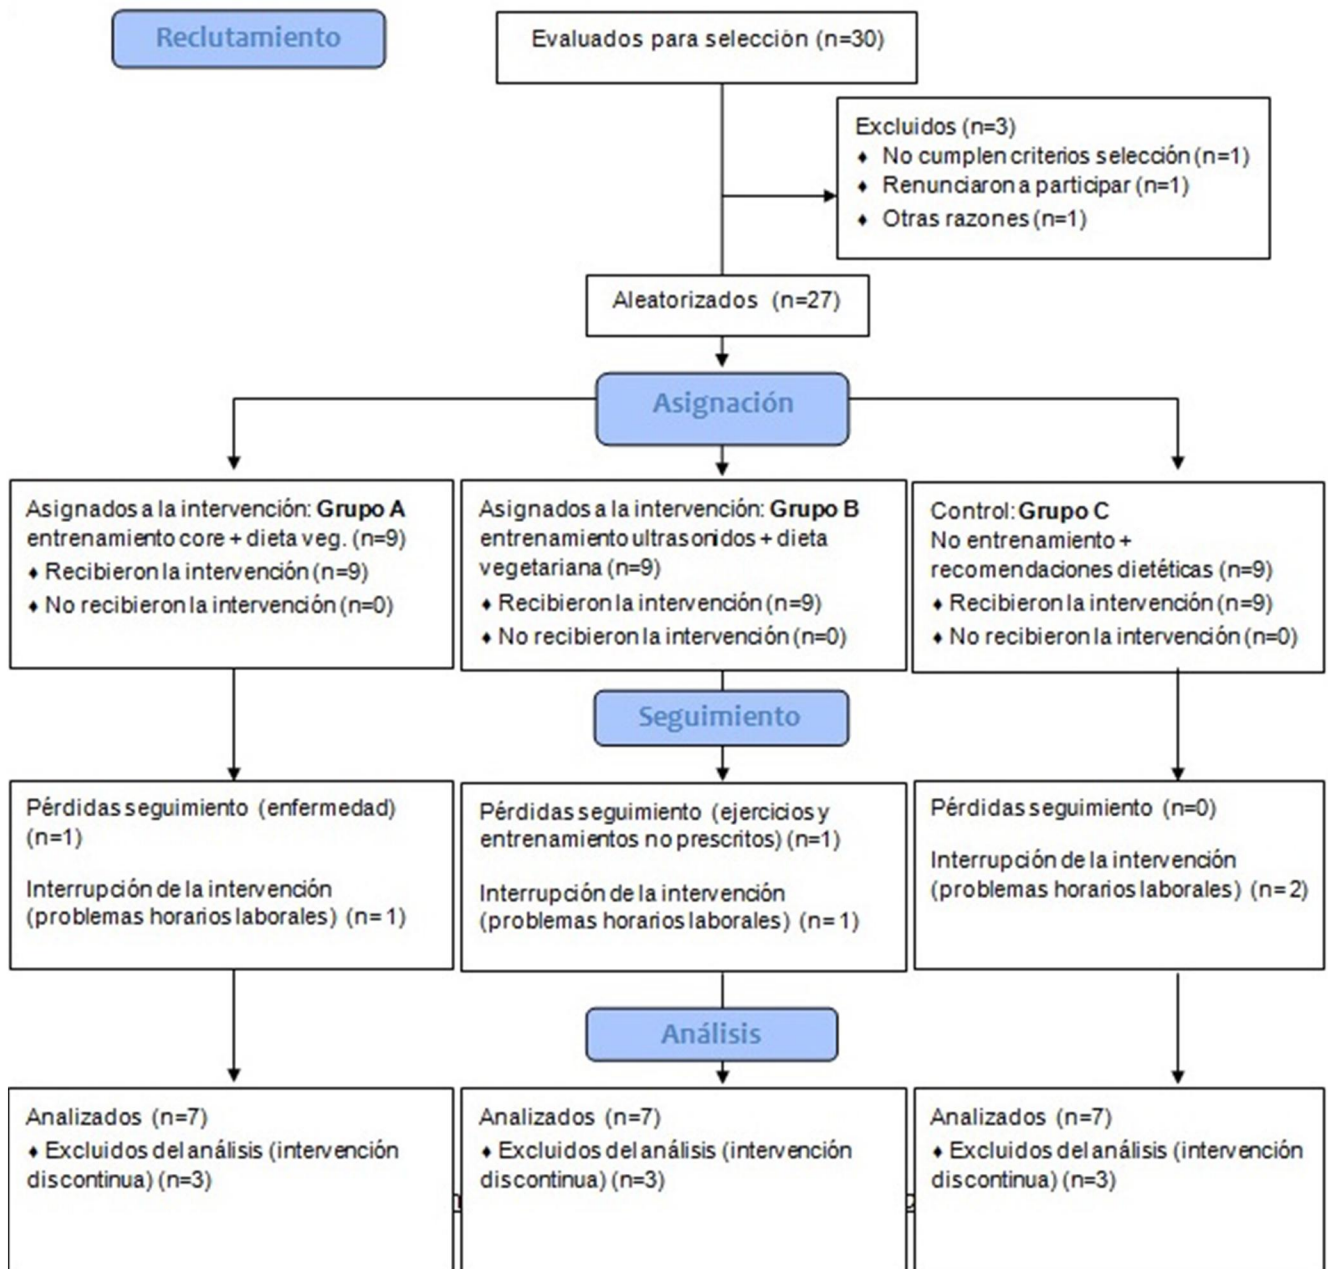 Reclutamiento
Evaluados para selección (n=30)
Excluidos (n=3)
♦ No cumplen criterios selección (n=1)
♦ Renunciaron a participar (n=1)
♦ Otras razones (n=1)
Aleatorizados (n=27)
Asignación
Asignados a la intervención: Grupo A
entrenamiento core + dieta veg. (n=9)
♦ Recibieron la intervención (n=9)
♦ No recibieron la intervención (n=0)
Asignados a la intervención: Grupo B
entrenamiento ultrasonidos + dieta
vegetariana (n=9)
♦ Recibieron la intervención (n=9)
♦ No recibieron la intervención (n=0)
Control: Grupo C
No entrenamiento +
recomendaciones dietéticas (n=9)
♦ Recibieron la intervención (n=9)
♦ No recibieron la intervención (n=0)
Seguimiento
Pérdidas seguimiento (enfermedad)
(n=1)
Interrupción de la intervención
(problemas horarios laborales) (n=1)
Pérdidas seguimiento (ejercicios y
entrenamientos no prescritos) (n=1)
Interrupción de la intervención
(problemas horarios laborales) (n=1)
Pérdidas seguimiento (n=0)
Interrupción de la intervención
(problemas horarios laborales) (n=2)
Análisis
Analizados (n=7)
♦ Excluidos del análisis (intervención
discontinua) (n=3)
Analizados (n=7)
♦ Excluidos del análisis (intervención
discontinua) (n=3)
Analizados (n=7)
♦ Excluidos del análisis (intervención
discontinua) (n=3)